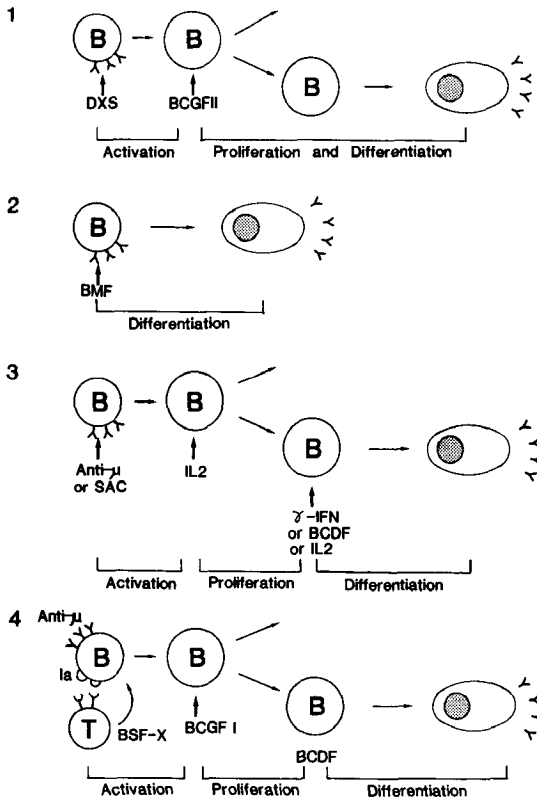 1
B
B
B
DXS
BCGFII
Activation
Proliferation and Differentiation
2
B
BMF
Differentiation
3
B
B
B
Anti-μ
or SAC
IL2
γ-IFN
or BCDF
or IL2
Activation
Proliferation
Differentiation
4
Anti-μ
B
B
B
Ia
T
BSF-X
BCGF I
BCDF
Activation
Proliferation
Differentiation